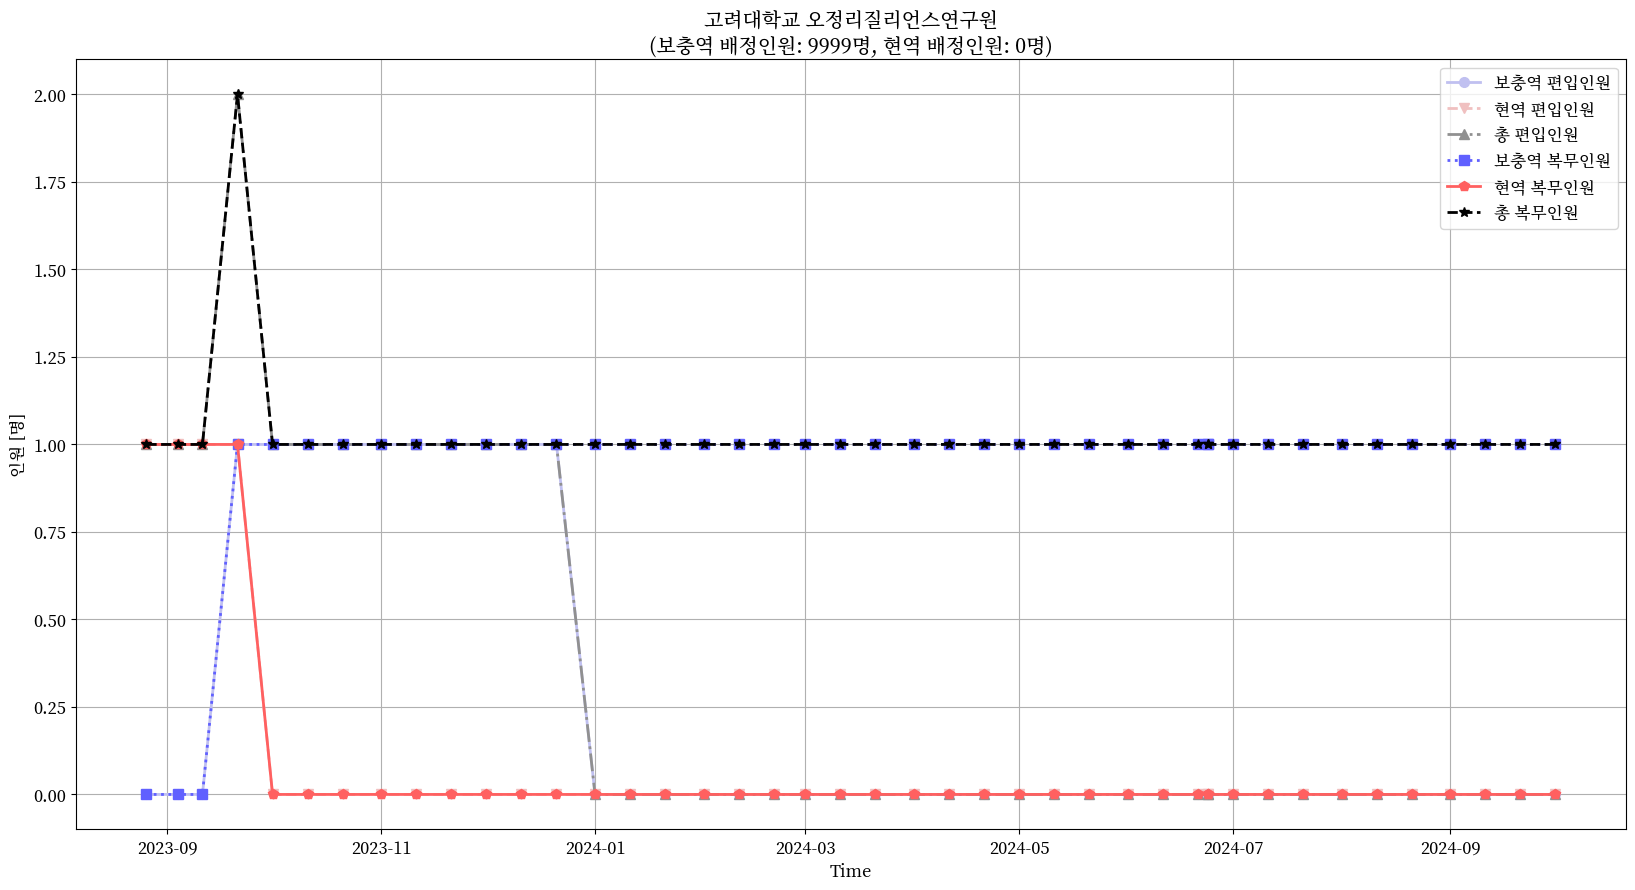 고려대학교 오정리질리언스연구원
(보충역 배정인원: 9999명, 현역 배정인원: 0명)
보충역 편입인원
현역 편입인원
총 편입인원
보충역 복무인원
현역 복무인원
총 복무인원
인원 [명]
2.00
1.75
1.50
1.25
1.00
0.75
0.50
0.25
0.00
2023-09
2023-11
2024-01
2024-03
2024-05
2024-07
2024-09
Time